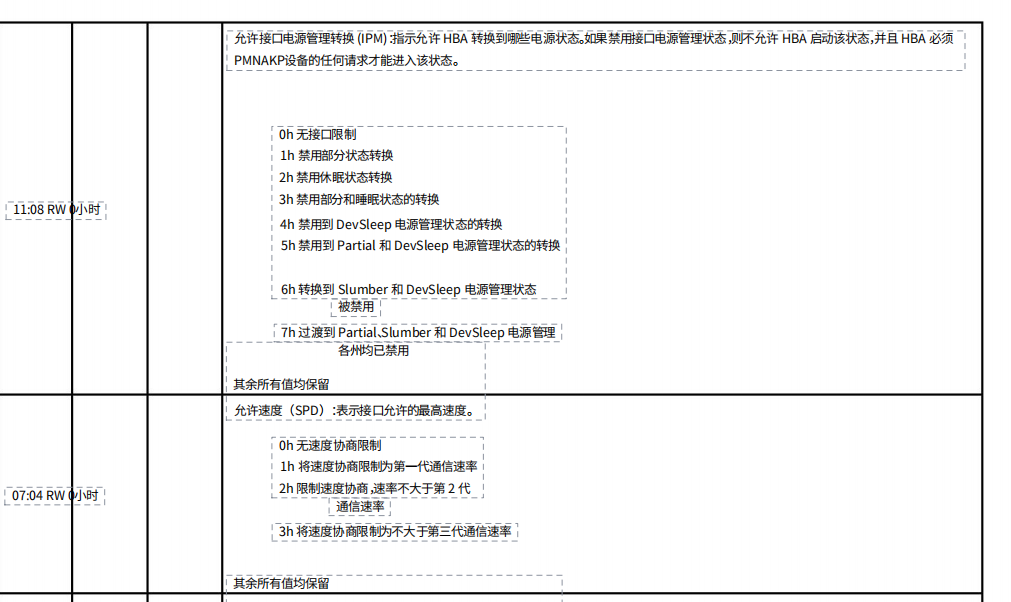 允许接口电源管理转换 (IPM) :指示允许 HBA 转换到哪些电源状态。如果禁用接口电源管理状态,则不允许 HBA 启动该状态,并且 HBA 必须
PMNAKP设备的任何请求才能进入该状态。
0h 无接口限制
1h 禁用部分状态转换
2h 禁用休眠状态转换
3h 禁用部分和睡眠状态的转换
11:08 RW 0小时
4h 禁用到 DevSleep 电源管理状态的转换
5h 禁用到 Partial 和 DevSleep 电源管理状态的转换
6h 转换到 Slumber 和 DevSleep 电源管理状态
被禁用
7h 过渡到 Partial、Slumber 和 DevSleep 电源管理
各州均已禁用
其余所有值均保留
允许速度（SPD）:表示接口允许的最高速度。
0h 无速度协商限制
1h 将速度协商限制为第一代通信速率
2h 限制速度协商,速率不大于第 2 代
07:04 RW 0小时
通信速率
3h 将速度协商限制为不大于第三代通信速率
其余所有值均保留